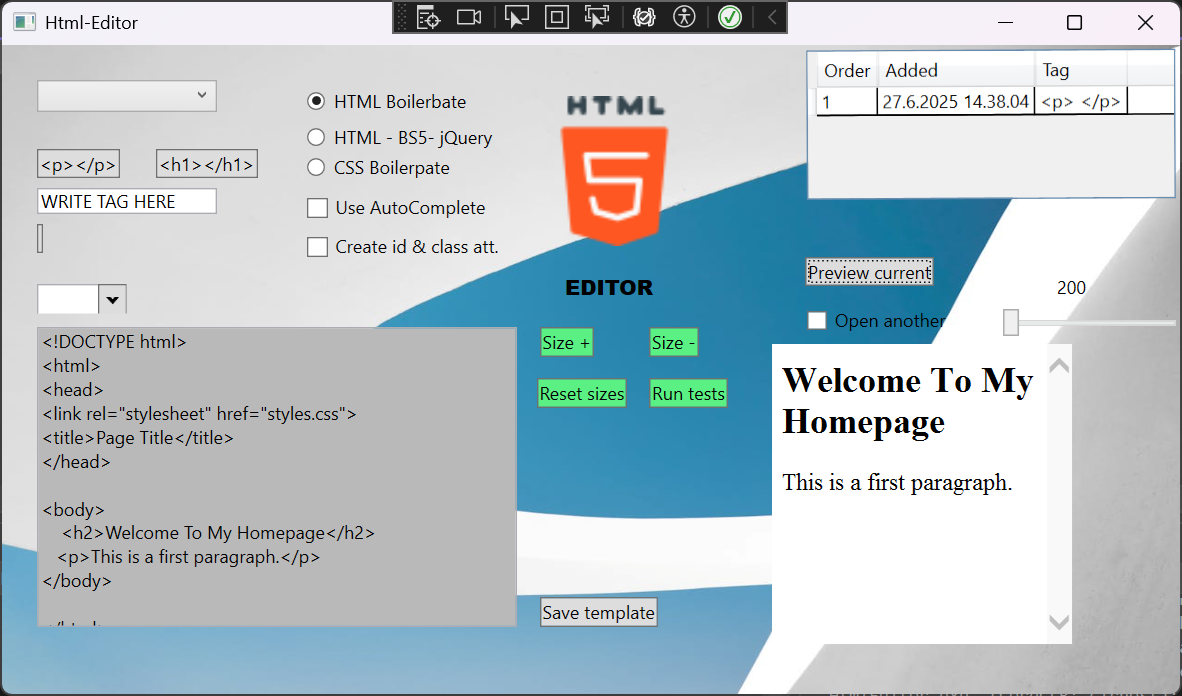 Html-Editor
Order Added Tag
1 27.6.2025 14.38.04 <p> </p>
HTML Boilerbate
HTML - BS5- jQuery
CSS Boilerpate
Use AutoComplete
Create id & class att.
<p></p>
<h1></h1>
WRITE TAG HERE
HTML
5
EDITOR
Size +
Size -
Reset sizes
Run tests
Preview current
200
Open another
<!DOCTYPE html>
<html>
<head>
<link rel="stylesheet" href="styles.css">
<title>Page Title</title>
</head>
<body>
<h2>Welcome To My Homepage</h2>
<p>This is a first paragraph.</p>
</body>
Save template
Welcome To My
Homepage
This is a first paragraph.